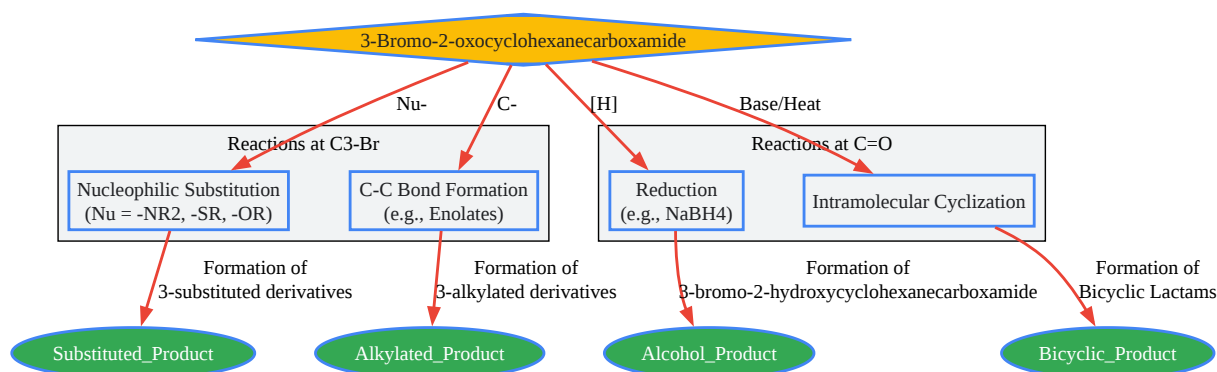 3-Bromo-2-oxocyclohexanecarboxamide
Nu-
C-
[H]
Base/Heat
Reactions at C3-Br
Reactions at C=O
Nucleophilic Substitution
(Nu = -NR2, -SR, -OR)
C-C Bond Formation
(e.g., Enolates)
Reduction
(e.g., NaBH4)
Intramolecular Cyclization
Formation of
3-substituted derivatives
Formation of
3-alkylated derivatives
Formation of
3-bromo-2-hydroxycyclohexanecarboxamide
Formation of
Bicyclic Lactams
Substituted_Product
Alkylated_Product
Alcohol_Product
Bicyclic_Product